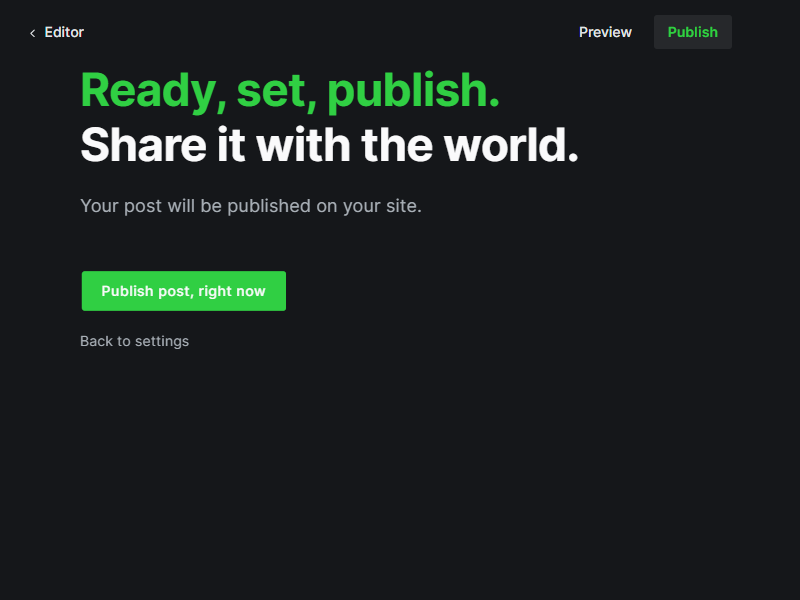 Editor
Preview
Publish
Ready, set, publish.
Share it with the world.
Your post will be published on your site.
Publish post, right now
Back to settings